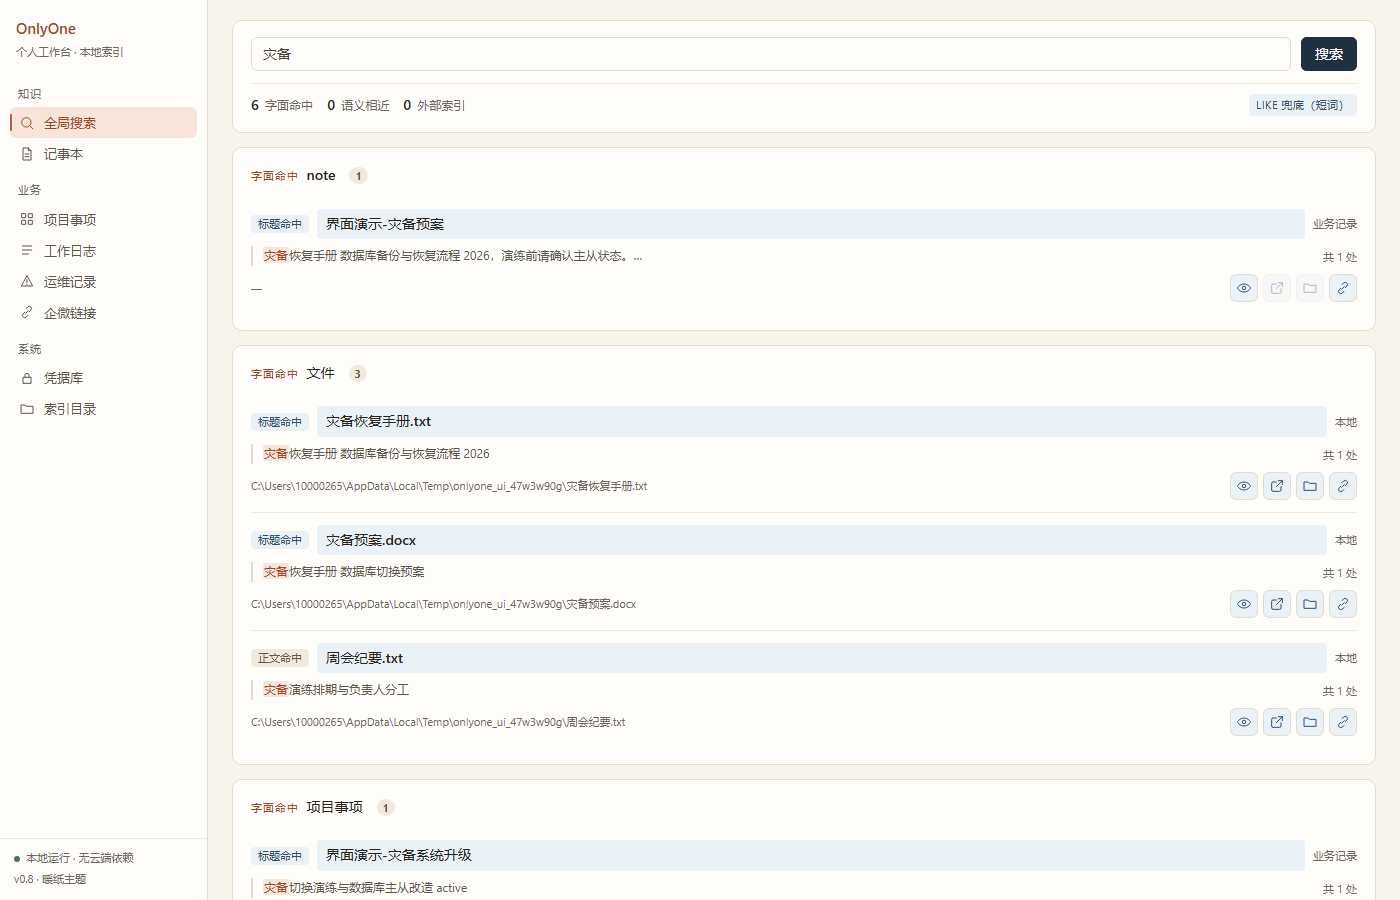 OnlyOne
个人工作台 · 本地索引
知识
全局搜索
记事本
业务
项目事项
工作日志
运维记录
企微链接
系统
凭据库
索引目录
本地运行 · 无云端依赖
v0.8 · 暖纸主题
灾备
搜索
6 字面命中 0 语义相近 0 外部索引
LIKE 兜底（短词）
字面命中 note 1
标题命中 界面演示-灾备预案 业务记录
灾备恢复手册 数据库备份与恢复流程 2026，演练前请确认主从状态。... 共 1 处
—
字面命中 文件 3
标题命中 灾备恢复手册.txt 本地
灾备恢复手册 数据库备份与恢复流程 2026 共 1 处
C:\Users\10000265\AppData\Local\Temp\onlyone_ui_47w3w90g\灾备恢复手册.txt
标题命中 灾备预案.docx 本地
灾备恢复手册 数据库切换预案 共 1 处
C:\Users\10000265\AppData\Local\Temp\onlyone_ui_47w3w90g\灾备预案.docx
正文命中 周会纪要.txt 本地
灾备演练排期与负责人分工 共 1 处
C:\Users\10000265\AppData\Local\Temp\onlyone_ui_47w3w90g\周会纪要.txt
字面命中 项目事项 1
标题命中 界面演示-灾备系统升级 业务记录
灾备切换演练与数据库主从改造 active 共 1 处